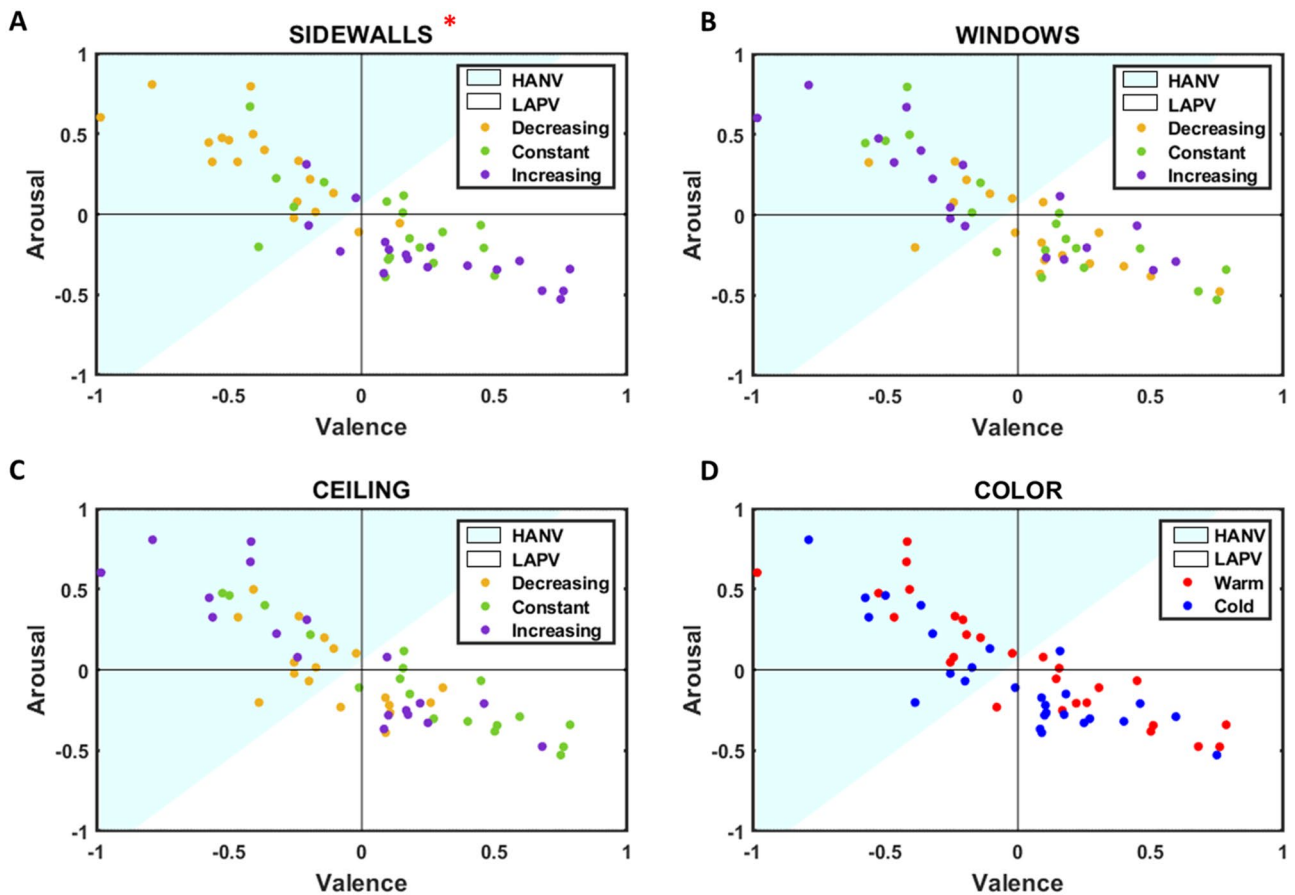 A
SIDEWALLS *
HANV
LAPV
Decreasing
Constant
Increasing
1
0.5
0
-0.5
-1
Arousal
-1
-0.5
0
0.5
1
Valence
B
WINDOWS
HANV
LAPV
Decreasing
Constant
Increasing
1
0.5
0
-0.5
-1
Arousal
-1
-0.5
0
0.5
1
Valence
C
CEILING
HANV
LAPV
Decreasing
Constant
Increasing
1
0.5
0
-0.5
-1
Arousal
-1
-0.5
0
0.5
1
Valence
D
COLOR
HANV
LAPV
Warm
Cold
1
0.5
0
-0.5
-1
Arousal
-1
-0.5
0
0.5
1
Valence